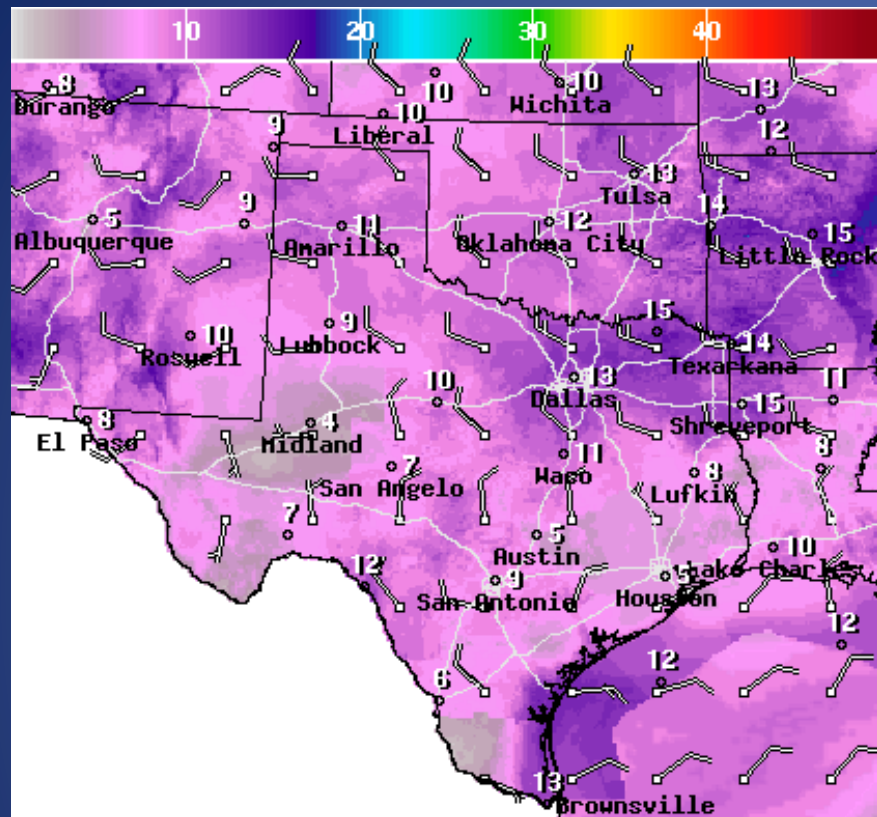 10 20 30 40
8 10 10 13
Durango 10 Wichita
Liberal
9 12
13
Tulsa
5 9 11 12 14 15
Albuquerque Amarillo Oklahoma City Little Rock
10 9 15 14
Roswell Lubbock Texarkana
13
Dallas
8 4 10 15 11
El Paso Midland Shreveport
7 11 8 8
San Angelo Waco Lufkin
7 5 10
Austin Lake Charles
12 9 5
San Antonio Houston
12
12
6
13
Brownsville